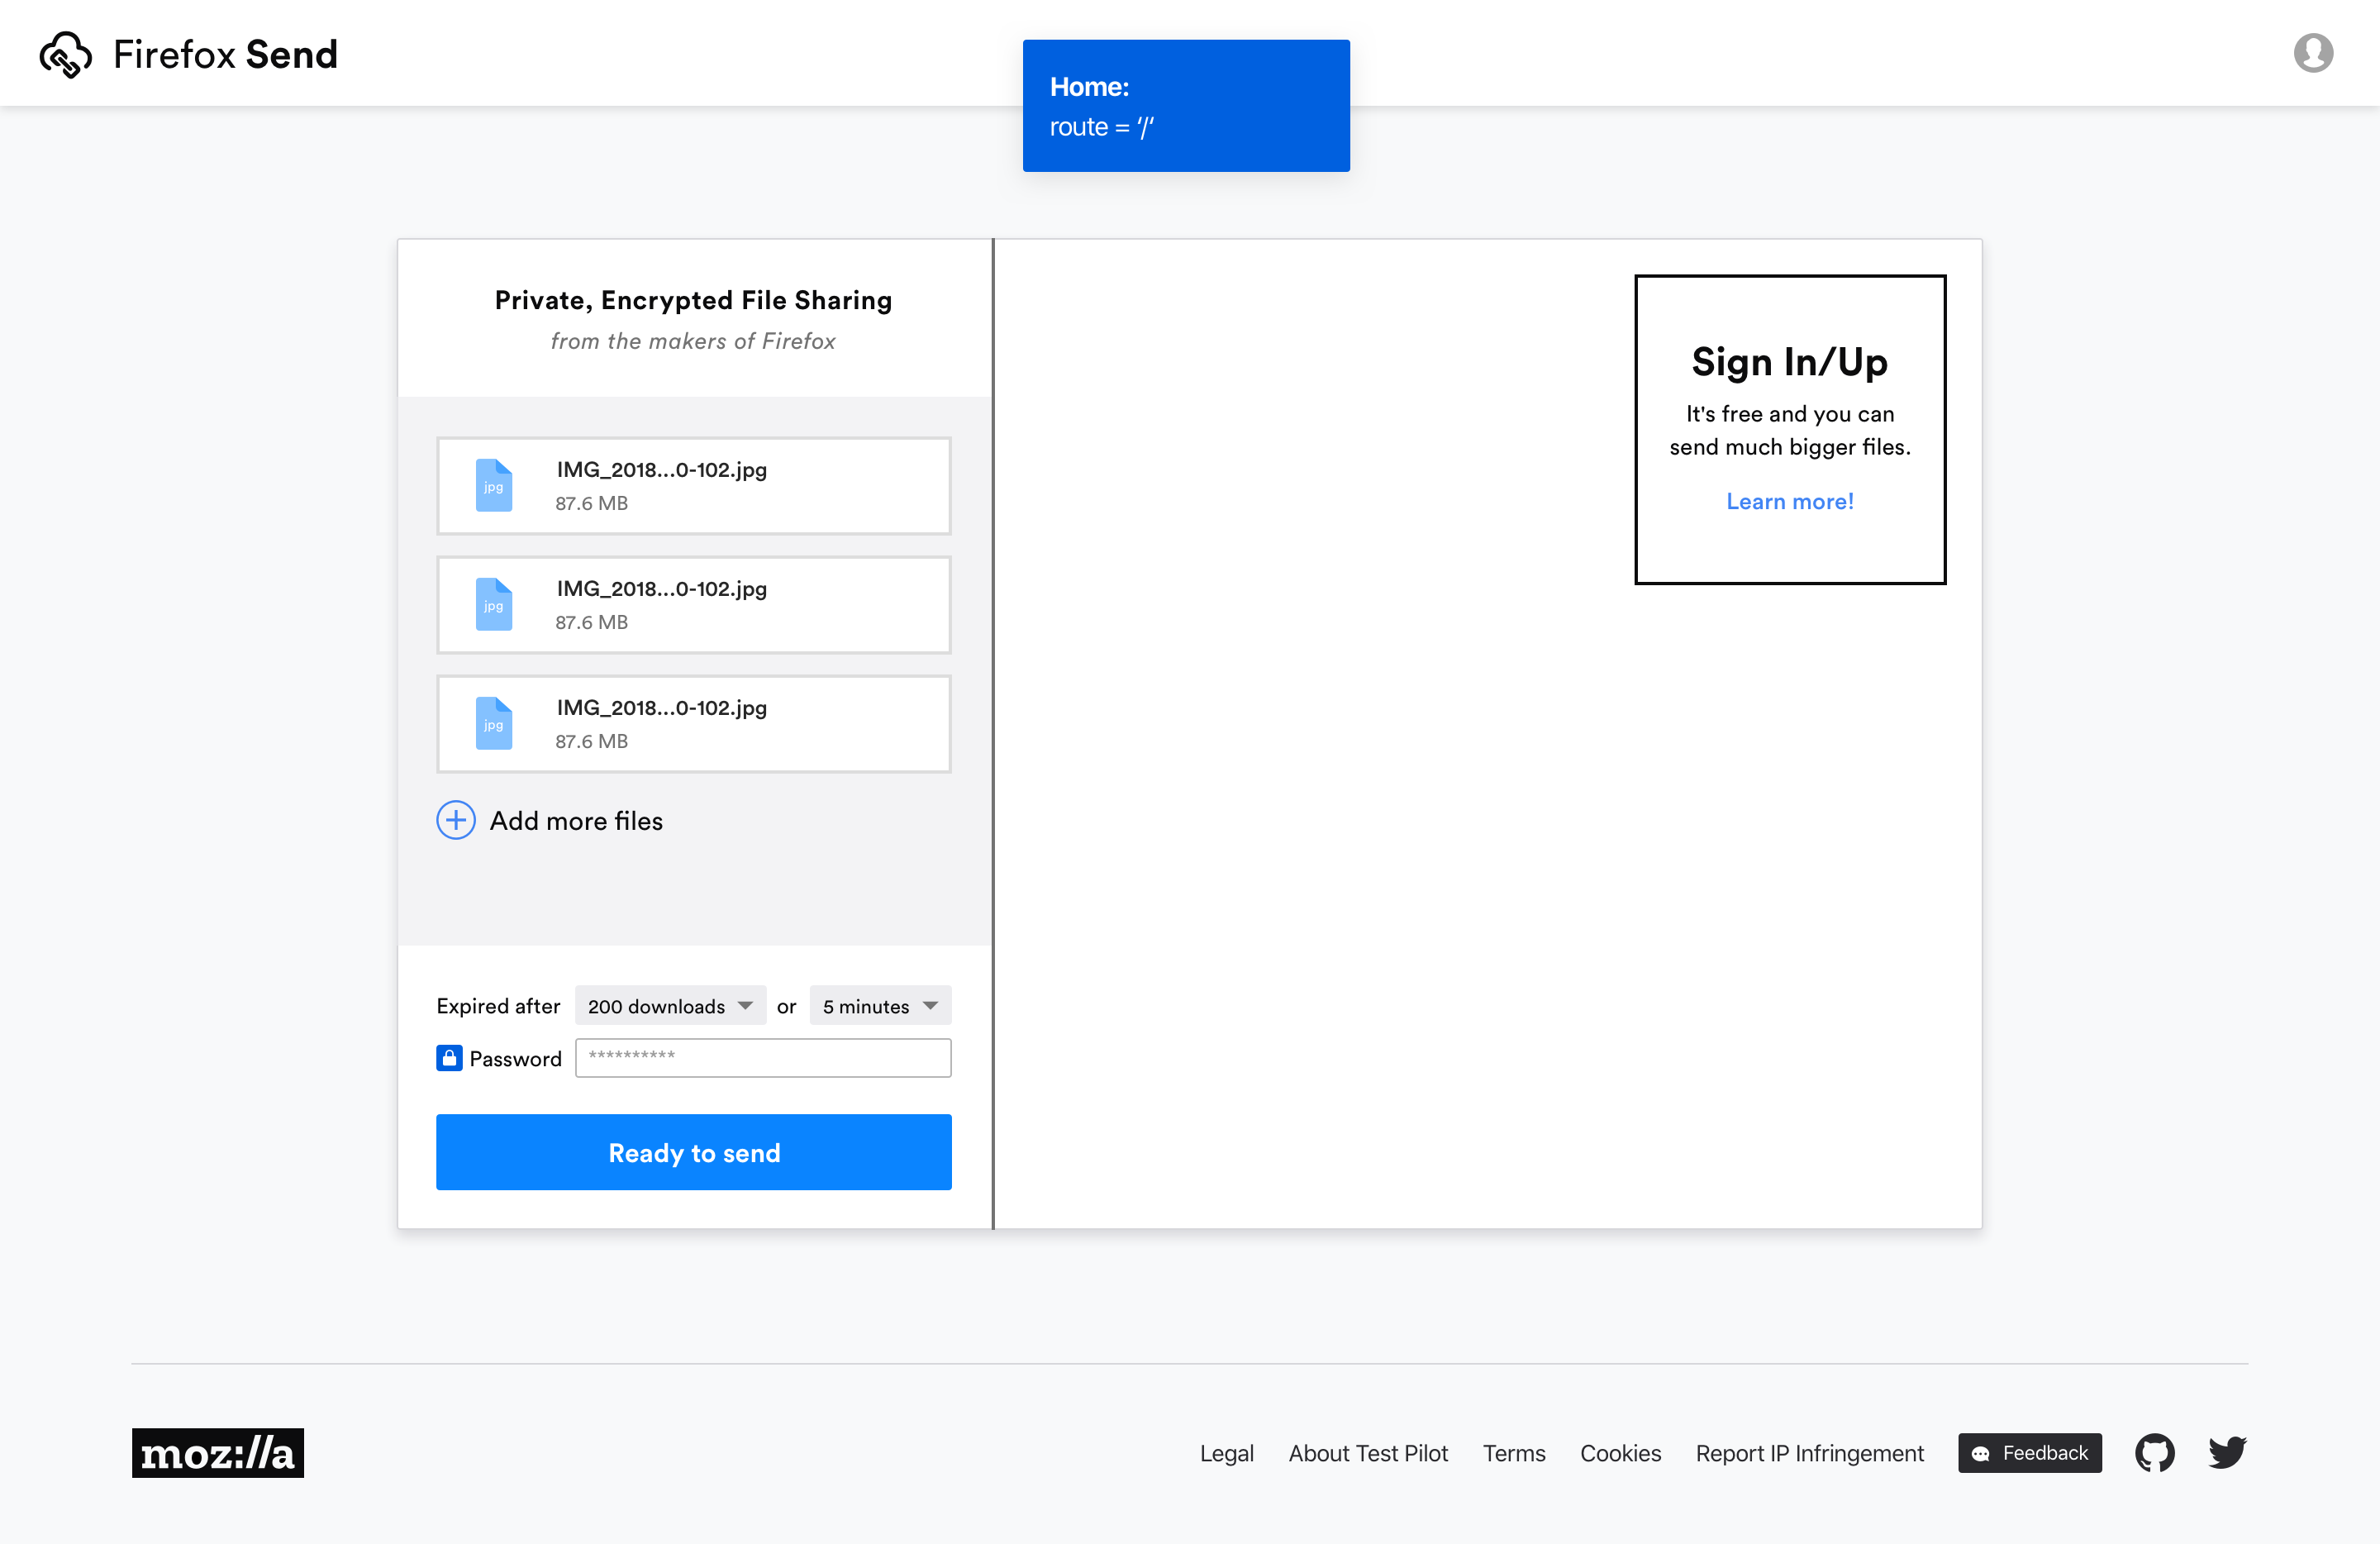 Firefox Send
Home:
route = ‘/‘
Private, Encrypted File Sharing
from the makers of Firefox
jpg
IMG_2018...0-102.jpg
87.6 MB
jpg
IMG_2018...0-102.jpg
87.6 MB
jpg
IMG_2018...0-102.jpg
87.6 MB
Add more files
Expired after 200 downloads or 5 minutes
Password **********
Ready to send
Sign In/Up
It's free and you can
send much bigger files.
Learn more!
moz://a
Legal About Test Pilot Terms Cookies Report IP Infringement Feedback